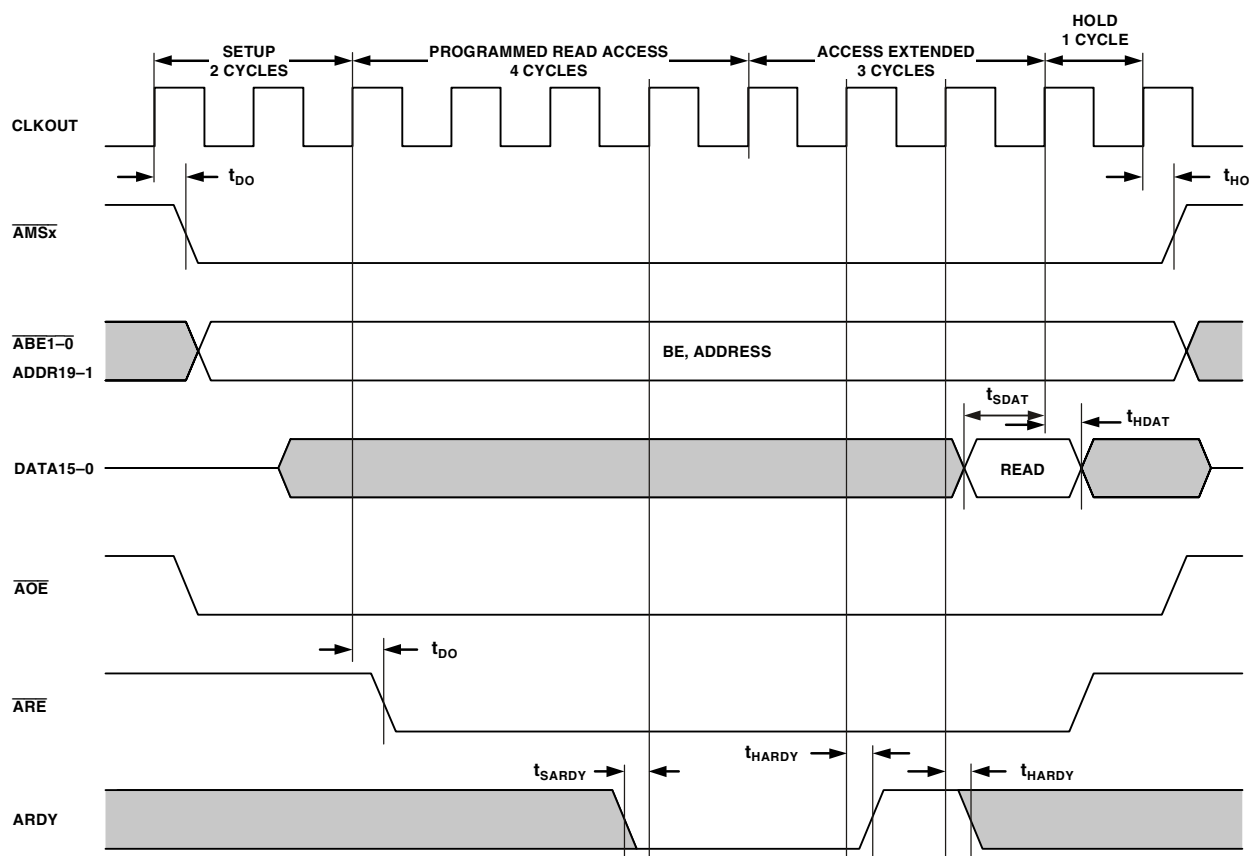 HOLD
1 CYCLE
SETUP
2 CYCLES
PROGRAMMED READ ACCESS
4 CYCLES
ACCESS EXTENDED
3 CYCLES
CLKOUT
tDO
tHO
AMSx
ABE1–0
ADDR19–1
BE, ADDRESS
tSDAT
tHDAT
DATA15–0
READ
AOE
tDO
ARE
tSARDY
tHARDY
tHARDY
ARDY